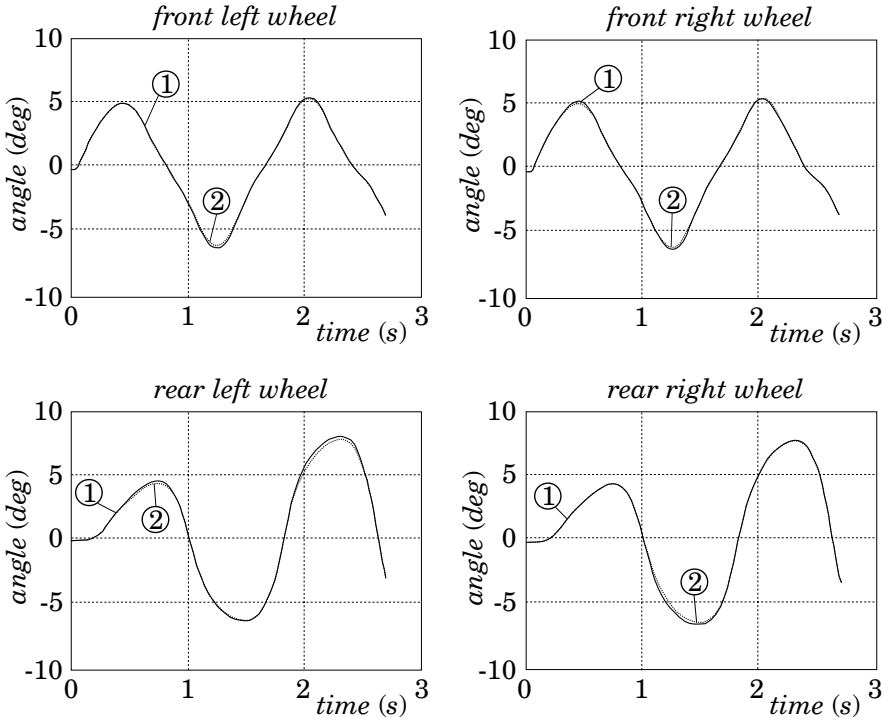 front left wheel
10
5
0
-5
-10
angle (deg)
1
2
0 1 2 3
time (s)
front right wheel
10
5
0
-5
-10
angle (deg)
1
2
0 1 2 3
time (s)
rear left wheel
10
5
0
-5
-10
angle (deg)
1
2
0 1 2 3
time (s)
rear right wheel
10
5
0
-5
-10
angle (deg)
1
2
0 1 2 3
time (s)